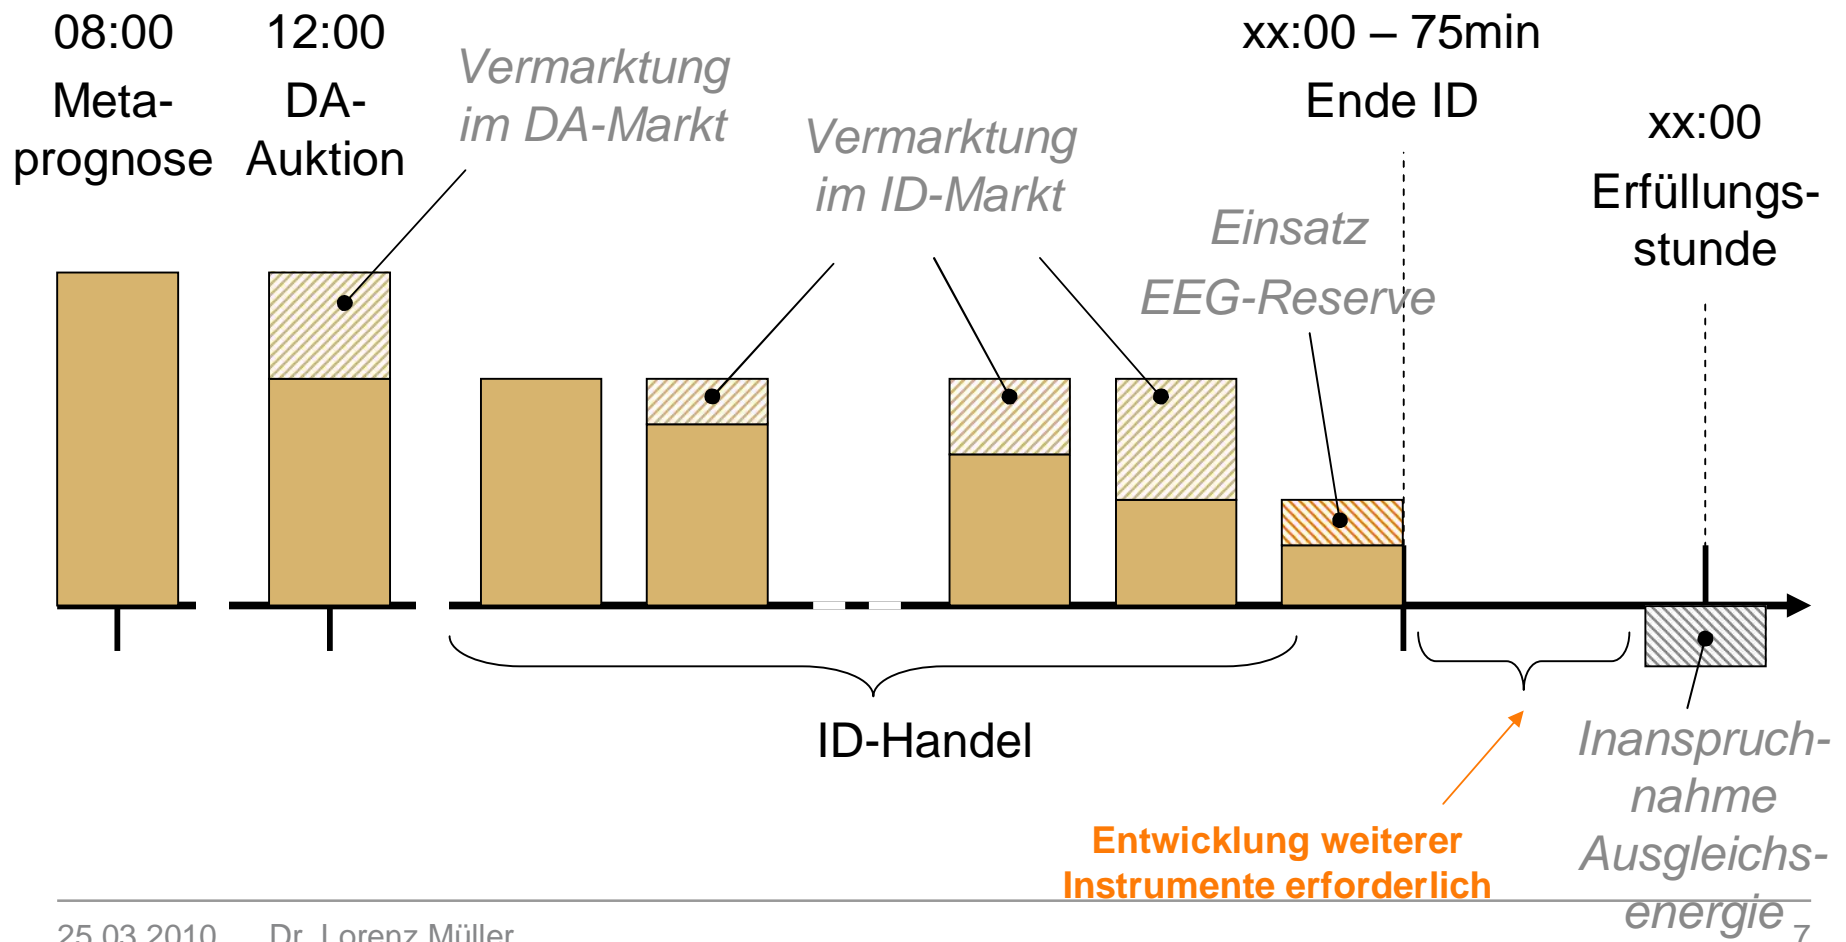 08:00
Meta-
prognose
12:00
DA-
Auktion
Vermarktung
im DA-Markt
Vermarktung
im ID-Markt
xx:00 – 75min
Ende ID
Einsatz
EEG-Reserve
xx:00
Erfüllungs-
stunde
ID-Handel
Entwicklung weiterer
Instrumente erforderlich
Inanspruch-
nahme
Ausgleichs-
energie
25.03.2010 Dr. Lorenz Müller
7